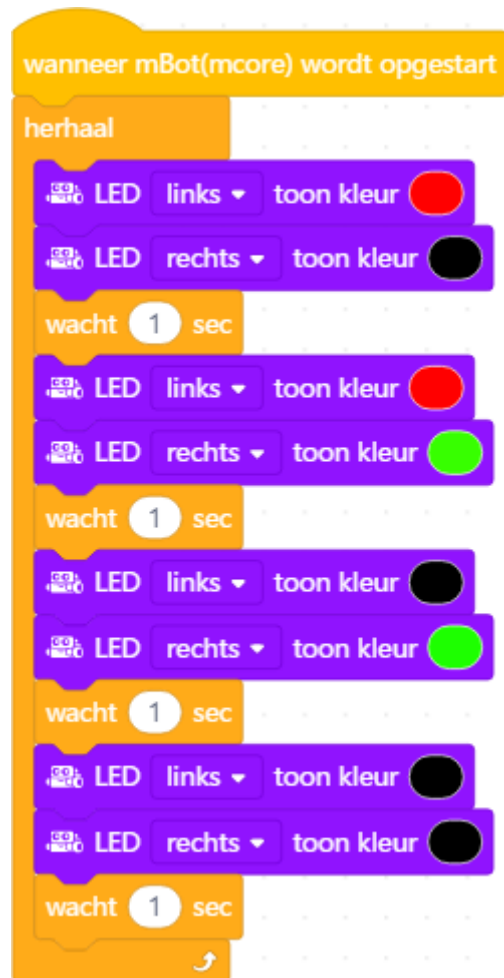 wanneer mBot(mcore) wordt opgestart
herhaal
LED links toon kleur
LED rechts toon kleur
wacht 1 sec
LED links toon kleur
LED rechts toon kleur
wacht 1 sec
LED links toon kleur
LED rechts toon kleur
wacht 1 sec
LED links toon kleur
LED rechts toon kleur
wacht 1 sec